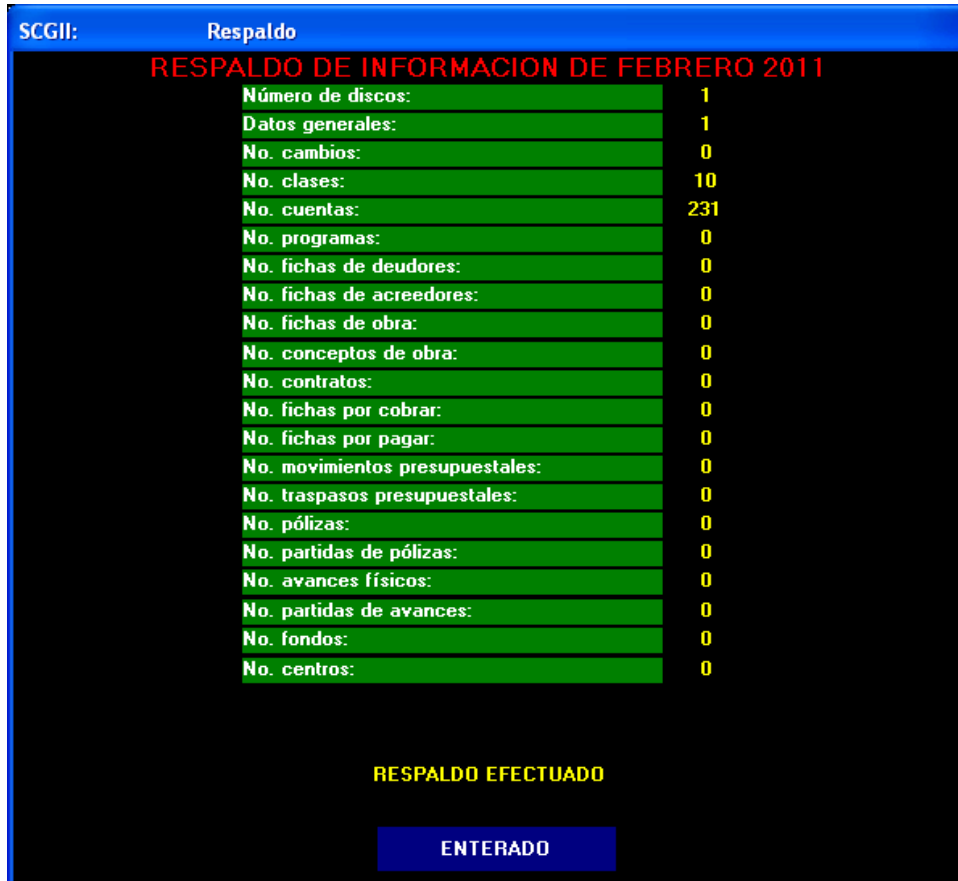 SCGII: Respaldo
RESPALDO DE INFORMACION DE FEBRERO 2011
Número de discos: 1
Datos generales: 1
No. cambios: 0
No. clases: 10
No. cuentas: 231
No. programas: 0
No. fichas de deudores: 0
No. fichas de acreedores: 0
No. fichas de obra: 0
No. conceptos de obra: 0
No. contratos: 0
No. fichas por cobrar: 0
No. fichas por pagar: 0
No. movimientos presupuestales: 0
No. traspasos presupuestales: 0
No. pólizas: 0
No. partidas de pólizas: 0
No. avances físicos: 0
No. partidas de avances: 0
No. fondos: 0
No. centros: 0
RESPALDO EFECTUADO
ENTERADO